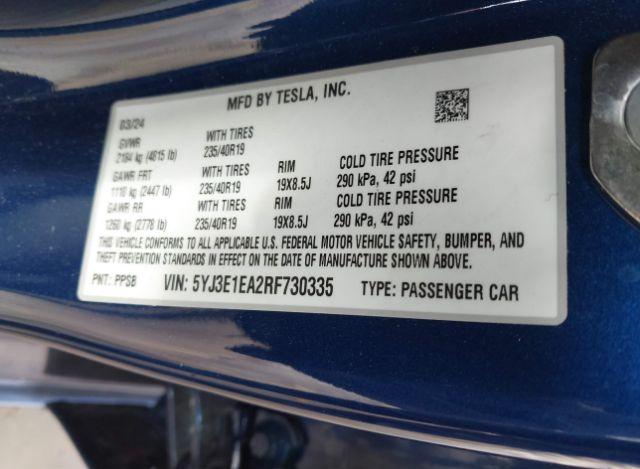 MFD BY TESLA, INC.
03/24
GVWR WITH TIRES
2184 kg (4815 lb) 235/40R19
GAWR FRT WITH TIRES RIM COLD TIRE PRESSURE
1110 kg (2447 lb) 235/40R19 19X8.5J 290 kPa, 42 psi
GAWR RR WITH TIRES RIM COLD TIRE PRESSURE
1260 kg (2778 lb) 235/40R19 19X8.5J 290 kPa, 42 psi
THIS VEHICLE CONFORMS TO ALL APPLICABLE U.S. FEDERAL MOTOR VEHICLE SAFETY, BUMPER, AND
THEFT PREVENTION STANDARDS IN EFFECT ON THE DATE OF MANUFACTURE SHOWN ABOVE.
PNT: PPSB VIN: 5YJ3E1EA2RF730335 TYPE: PASSENGER CAR